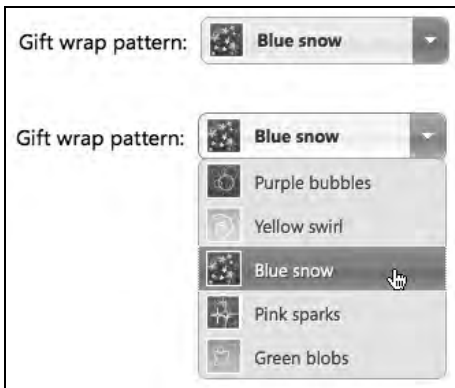 Gift wrap pattern: Blue snow
Gift wrap pattern: Blue snow
Purple bubbles
Yellow swirl
Blue snow
Pink sparks
Green blobs